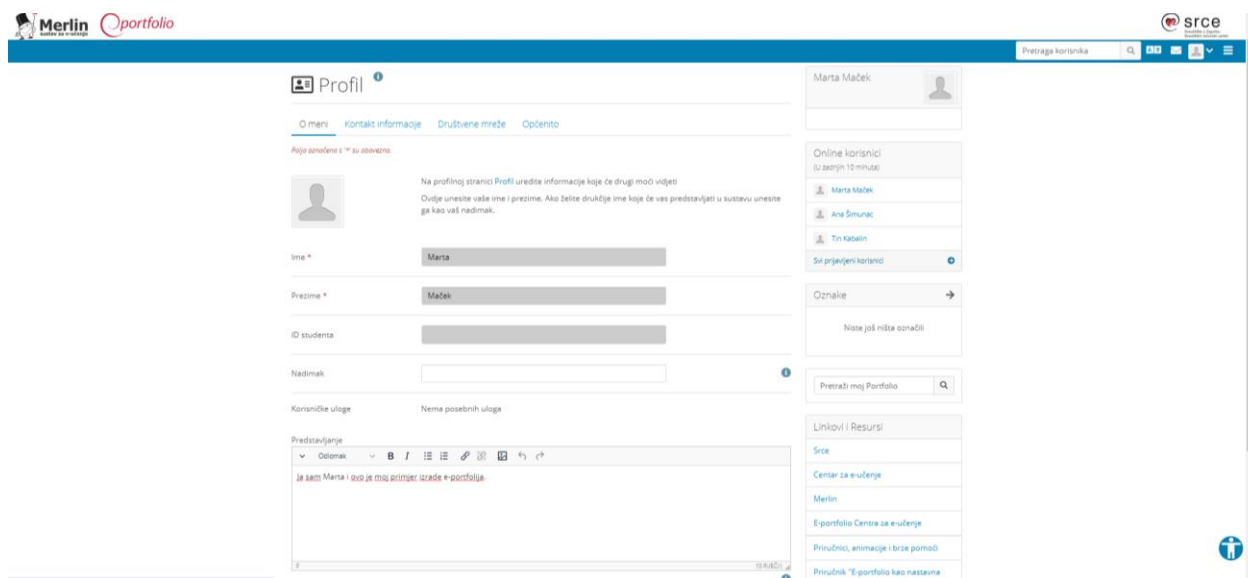 Merlin
sustav za e-učenje
portfolio
srce
Pretraga korisnika
Profil
O meni
Kontakt informacije
Društvene mreže
Općenito
Polja označena s '*' su obavezna.
Na profilnoj stranici Profil uredite informacije koje će drugi moći vidjeti
Ovdje unesite vaše ime i prezime. Ako želite drukčije ime koje će vas predstavljati u sustavu unesite
ga kao vaš nadimak.
Ime *
Marta
Prezime *
Maček
ID studenta
Nadimak
Korisničke uloge
Nema posebnih uloga
Predstavljanje
Odlomak
B I
Ja sam Marta i ovo je moj primjer izrade e-portfolija.
Marta Maček
Online korisnici
(U zadnjih 10 minuta)
Marta Maček
Ana Šimunac
Tin Kabalin
Svi prijavljeni korisnici
Oznake
Niste još ništa označili
Pretraži moj Portfolio
Linkovi i Resursi
Srce
Centar za e-učenje
Merlin
E-portfolio Centra za e-učenje
Priručnici, animacije i brze pomoći
Priručnik "E-portfolio kao nastavna